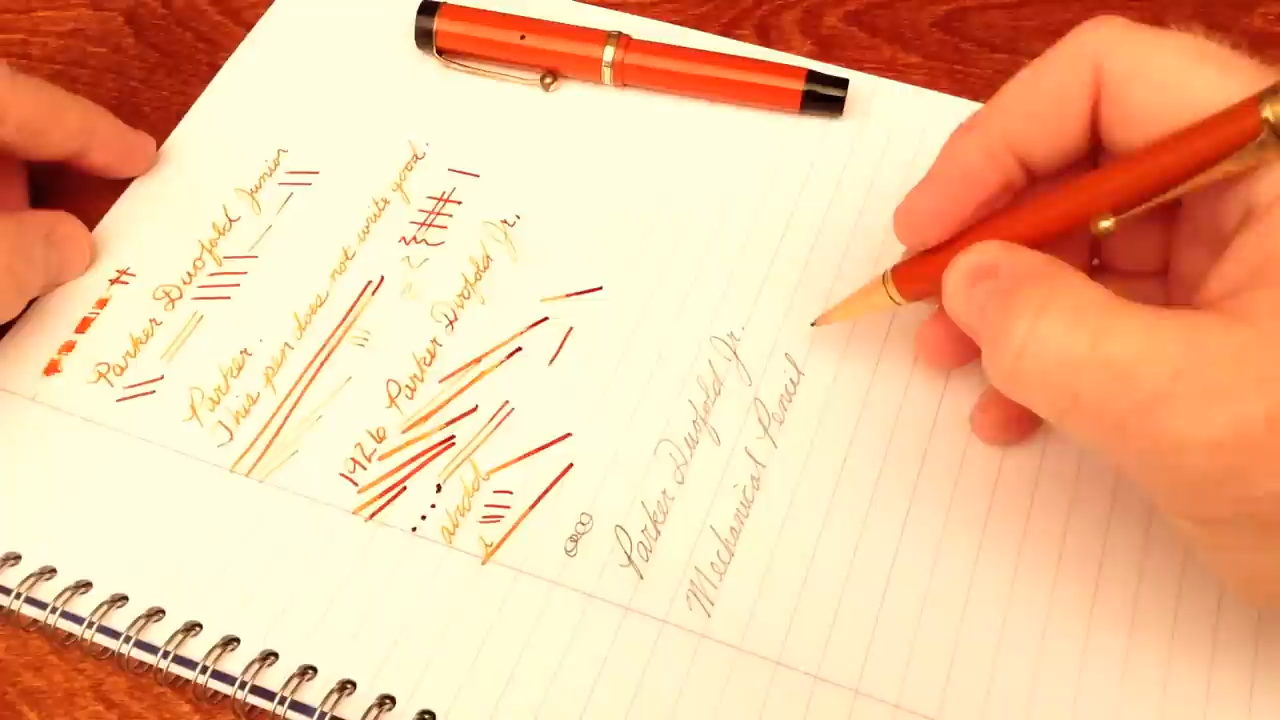 Parker Duofold Junior
Parker.
This pen does not write good.
1926 Parker Duofold Jr.
abcdd
Parker Duofold Jr.
Mechanical Pencil